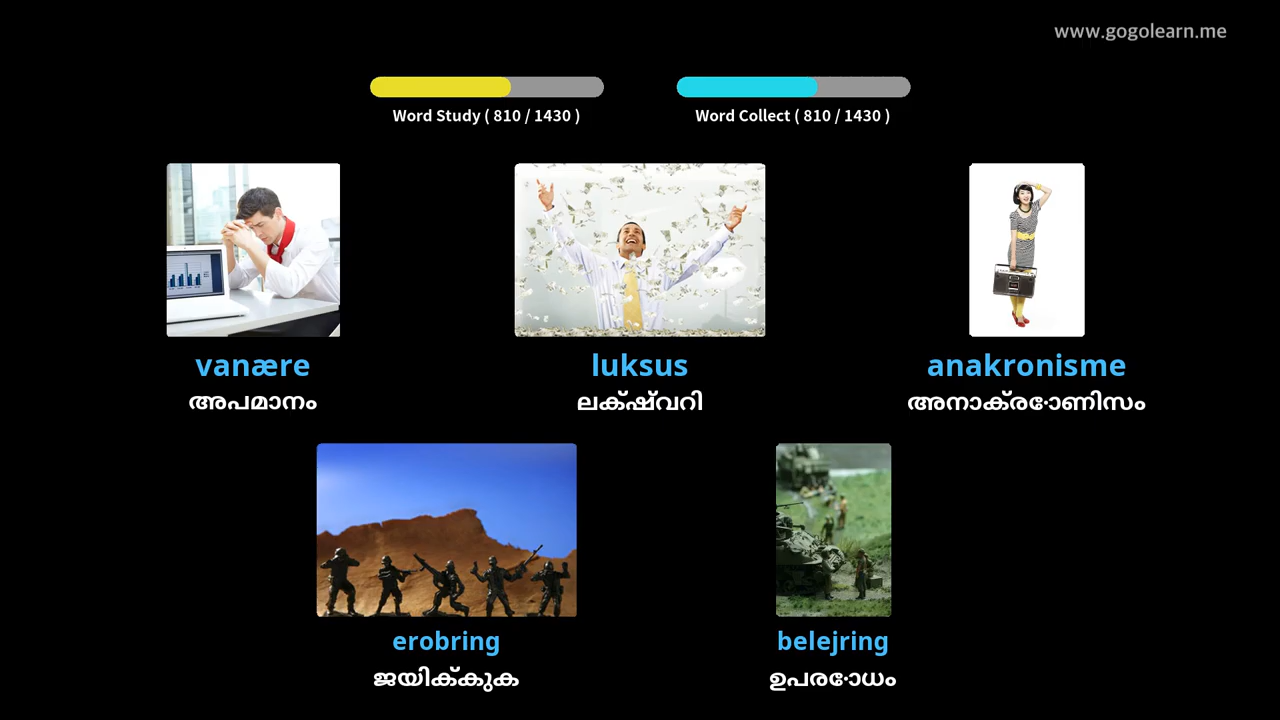 www.gogolearn.me
Word Study ( 810 / 1430 )
Word Collect ( 810 / 1430 )
vanære
luksus
anakronisme
അപമാനം
ലക്ഷ്വറി
അനാക്രോണിസം
erobring
belejring
ജയിക്കുക
ഉപരോധം